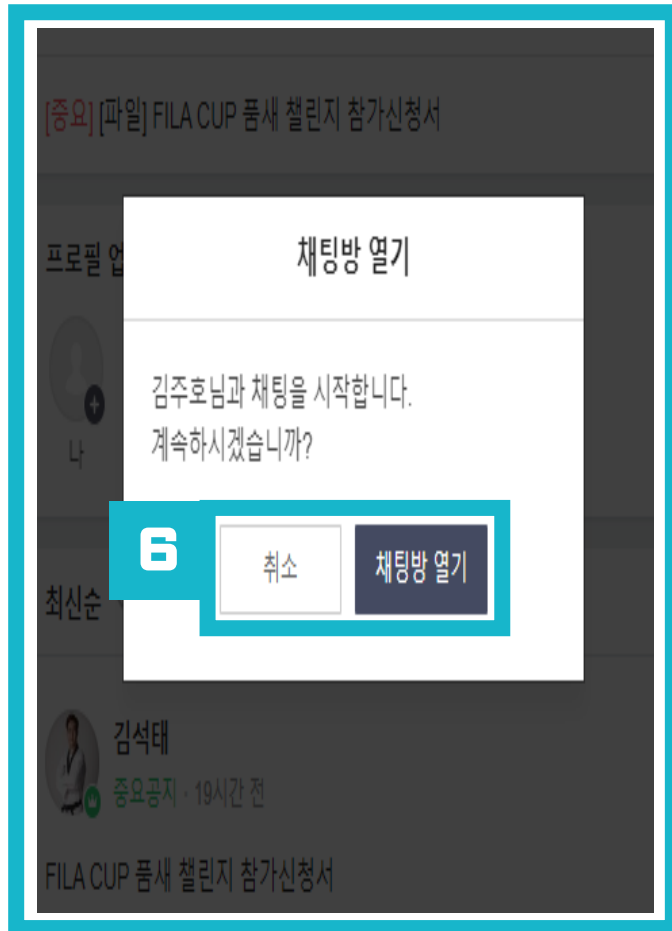 [중요] [파일] FILA CUP 품새 챌린지 참가신청서
프로필 업
채팅방 열기
나
김주호님과 채팅을 시작합니다.
계속하시겠습니까?
6
취소
채팅방 열기
최신순
김석태
중요공지 · 19시간 전
FILA CUP 품새 챌린지 참가신청서